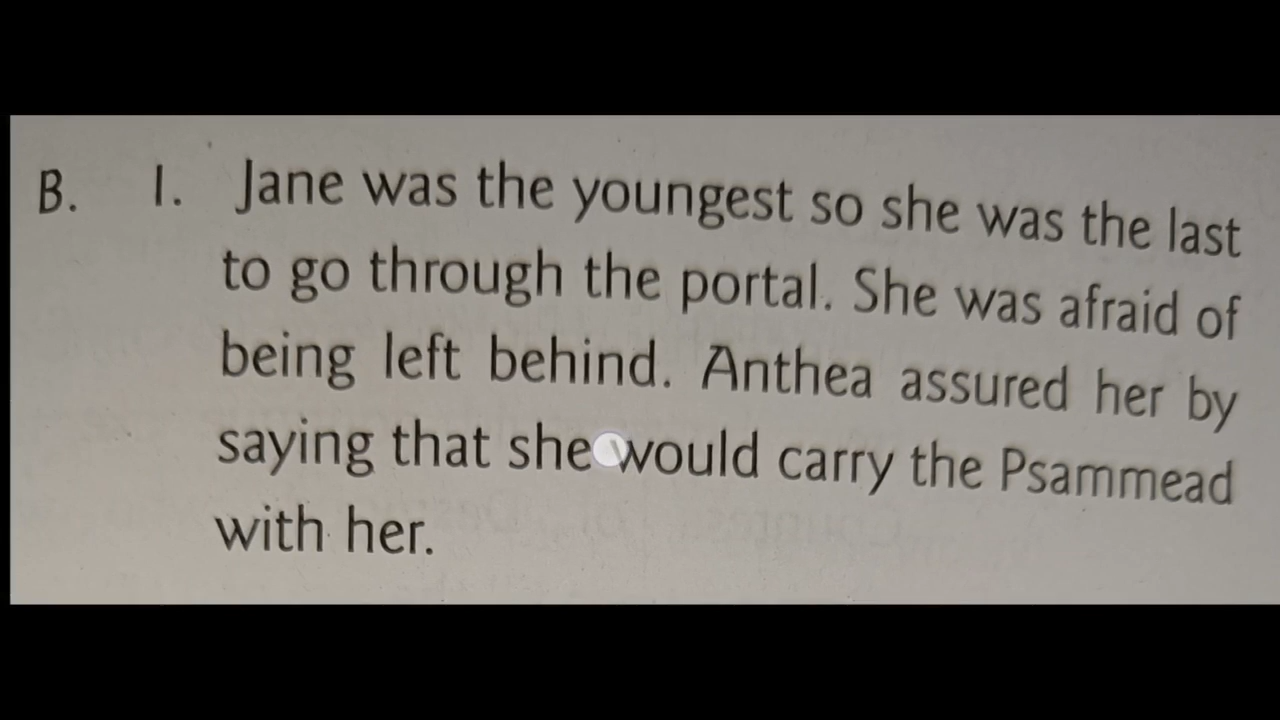 B. 1. Jane was the youngest so she was the last
to go through the portal. She was afraid of
being left behind. Anthea assured her by
saying that she would carry the Psammead
with her.